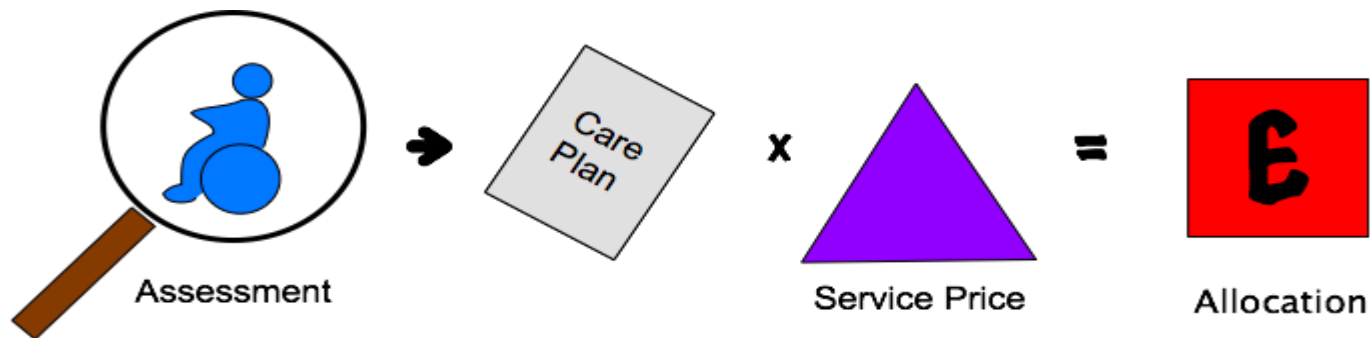 Care
Plan
x
=
E
Assessment
Service Price
Allocation